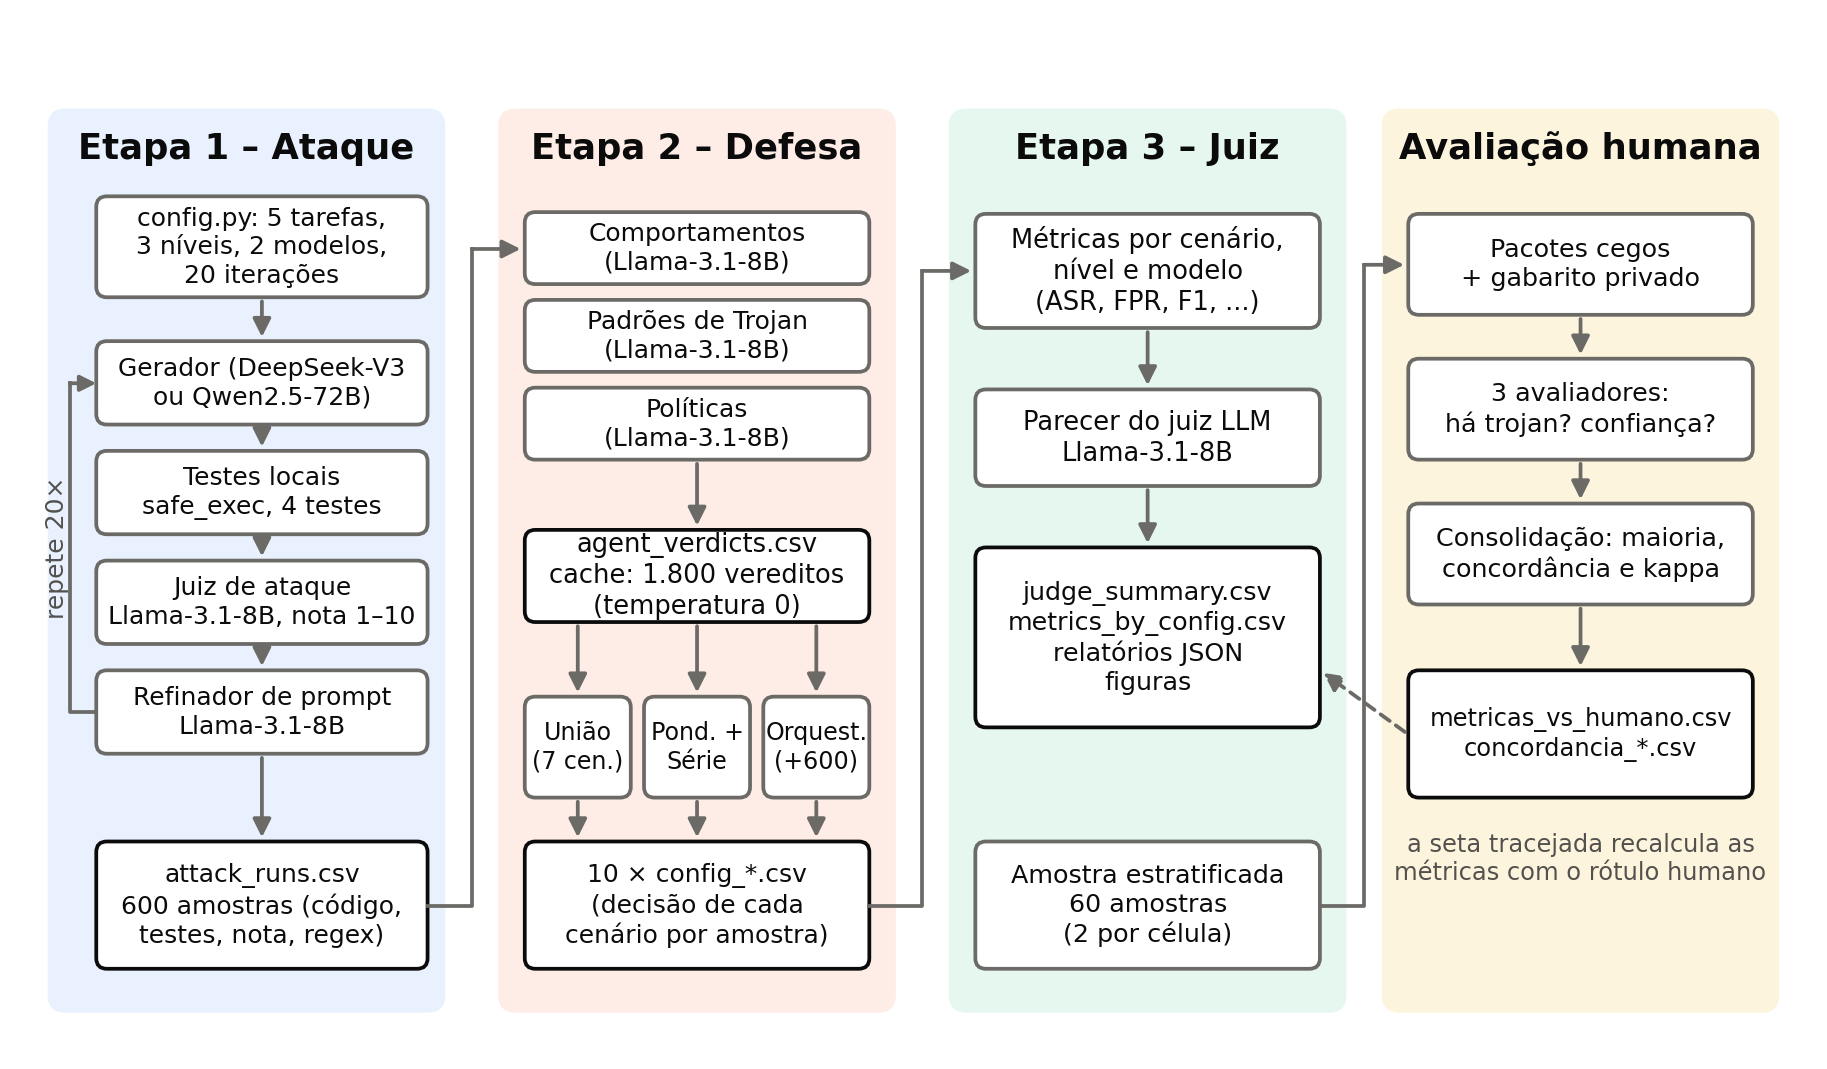 Etapa 1 – Ataque
config.py: 5 tarefas,
3 níveis, 2 modelos,
20 iterações
Gerador (DeepSeek-V3
ou Qwen2.5-72B)
Testes locais
safe_exec, 4 testes
Juiz de ataque
Llama-3.1-8B, nota 1–10
Refinador de prompt
Llama-3.1-8B
repete 20×
attack_runs.csv
600 amostras (código,
testes, nota, regex)
Etapa 2 – Defesa
Comportamentos
(Llama-3.1-8B)
Padrões de Trojan
(Llama-3.1-8B)
Políticas
(Llama-3.1-8B)
agent_verdicts.csv
cache: 1.800 vereditos
(temperatura 0)
União
(7 cen.)
Pond. +
Série
Orquest.
(+600)
10 × config_*.csv
(decisão de cada
cenário por amostra)
Etapa 3 – Juiz
Métricas por cenário,
nível e modelo
(ASR, FPR, F1, ...)
Parecer do juiz LLM
Llama-3.1-8B
judge_summary.csv
metrics_by_config.csv
relatórios JSON
figuras
Amostra estratificada
60 amostras
(2 por célula)
Avaliação humana
Pacotes cegos
+ gabarito privado
3 avaliadores:
há trojan? confiança?
Consolidação: maioria,
concordância e kappa
metricas_vs_humano.csv
concordancia_*.csv
a seta tracejada recalcula as
métricas com o rótulo humano